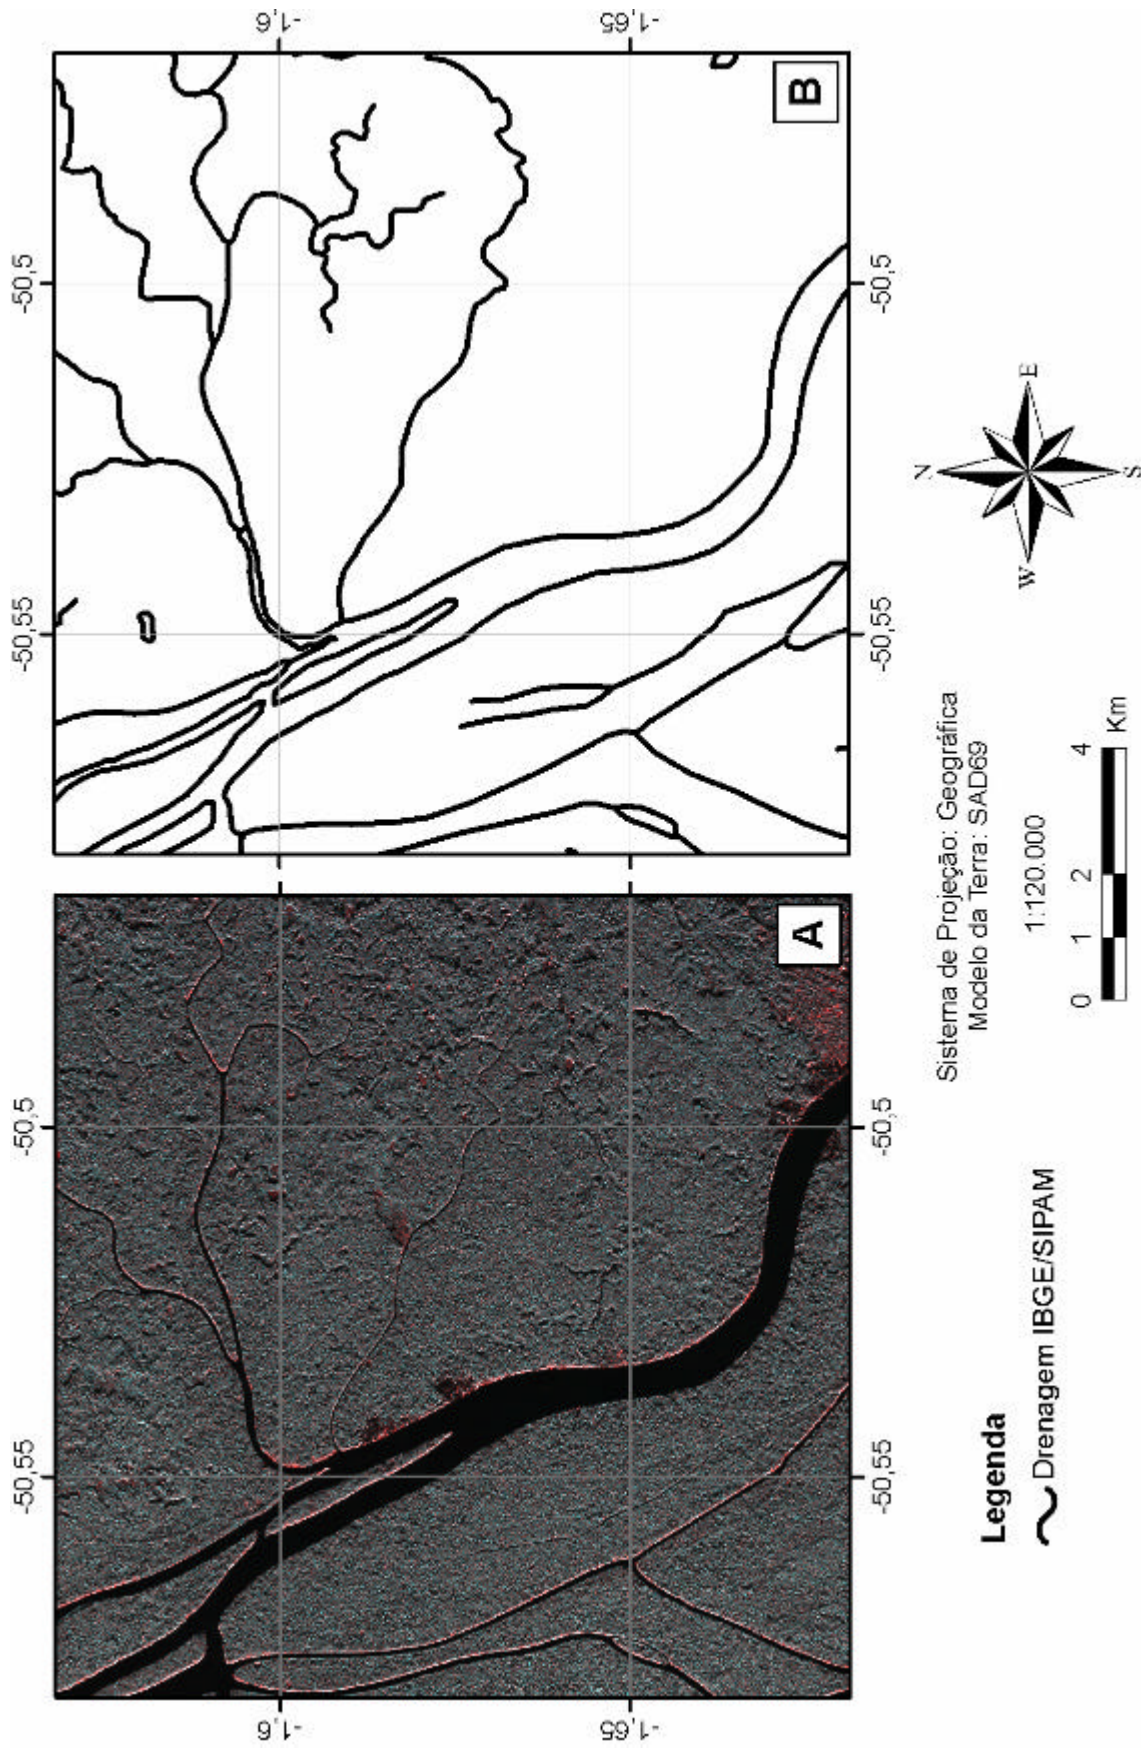 -50,55 -50,5 -50,55 -50,5
-1,6 -1,6
-1,65 -1,65
A B
-50,55 -50,5 -50,55 -50,5
Legenda
Drenagem IBGE/SIPAM
Sistema de Projeção: Geográfica
Modelo da Terra: SAD69
1:120.000
0 1 2 4
Km
N
W E
S